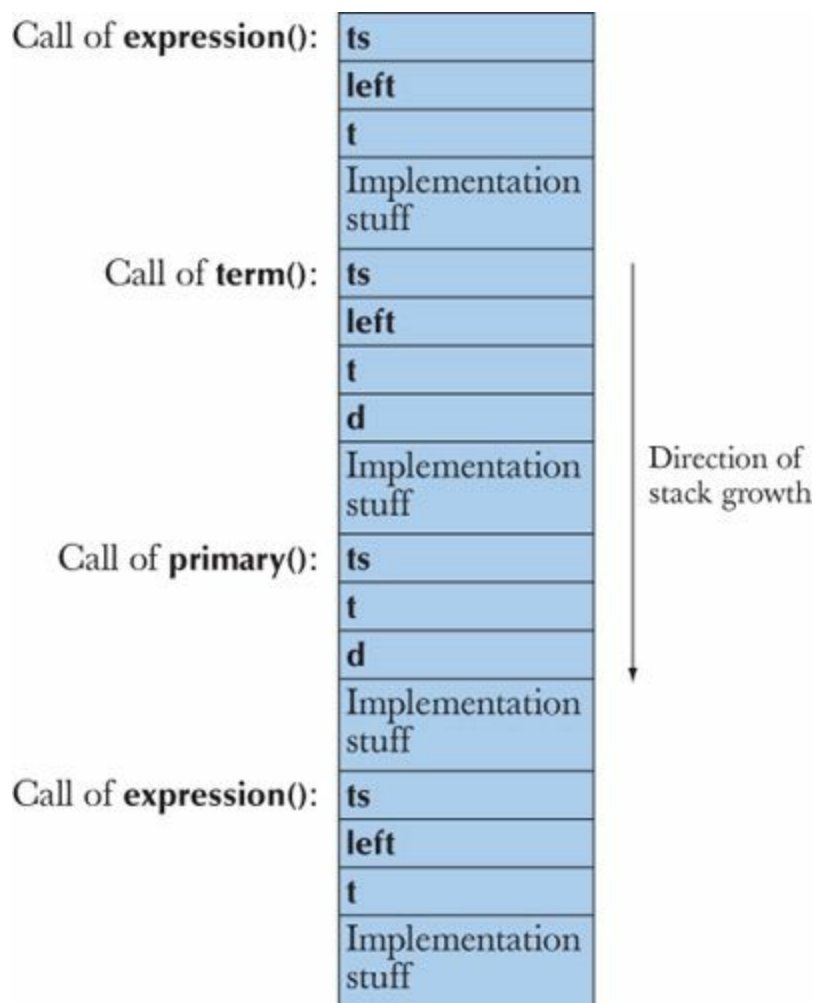 Call of expression():
ts
left
t
Implementation
stuff
Call of term():
ts
left
t
d
Implementation
stuff
Direction of
stack growth
Call of primary():
ts
t
d
Implementation
stuff
Call of expression():
ts
left
t
Implementation
stuff